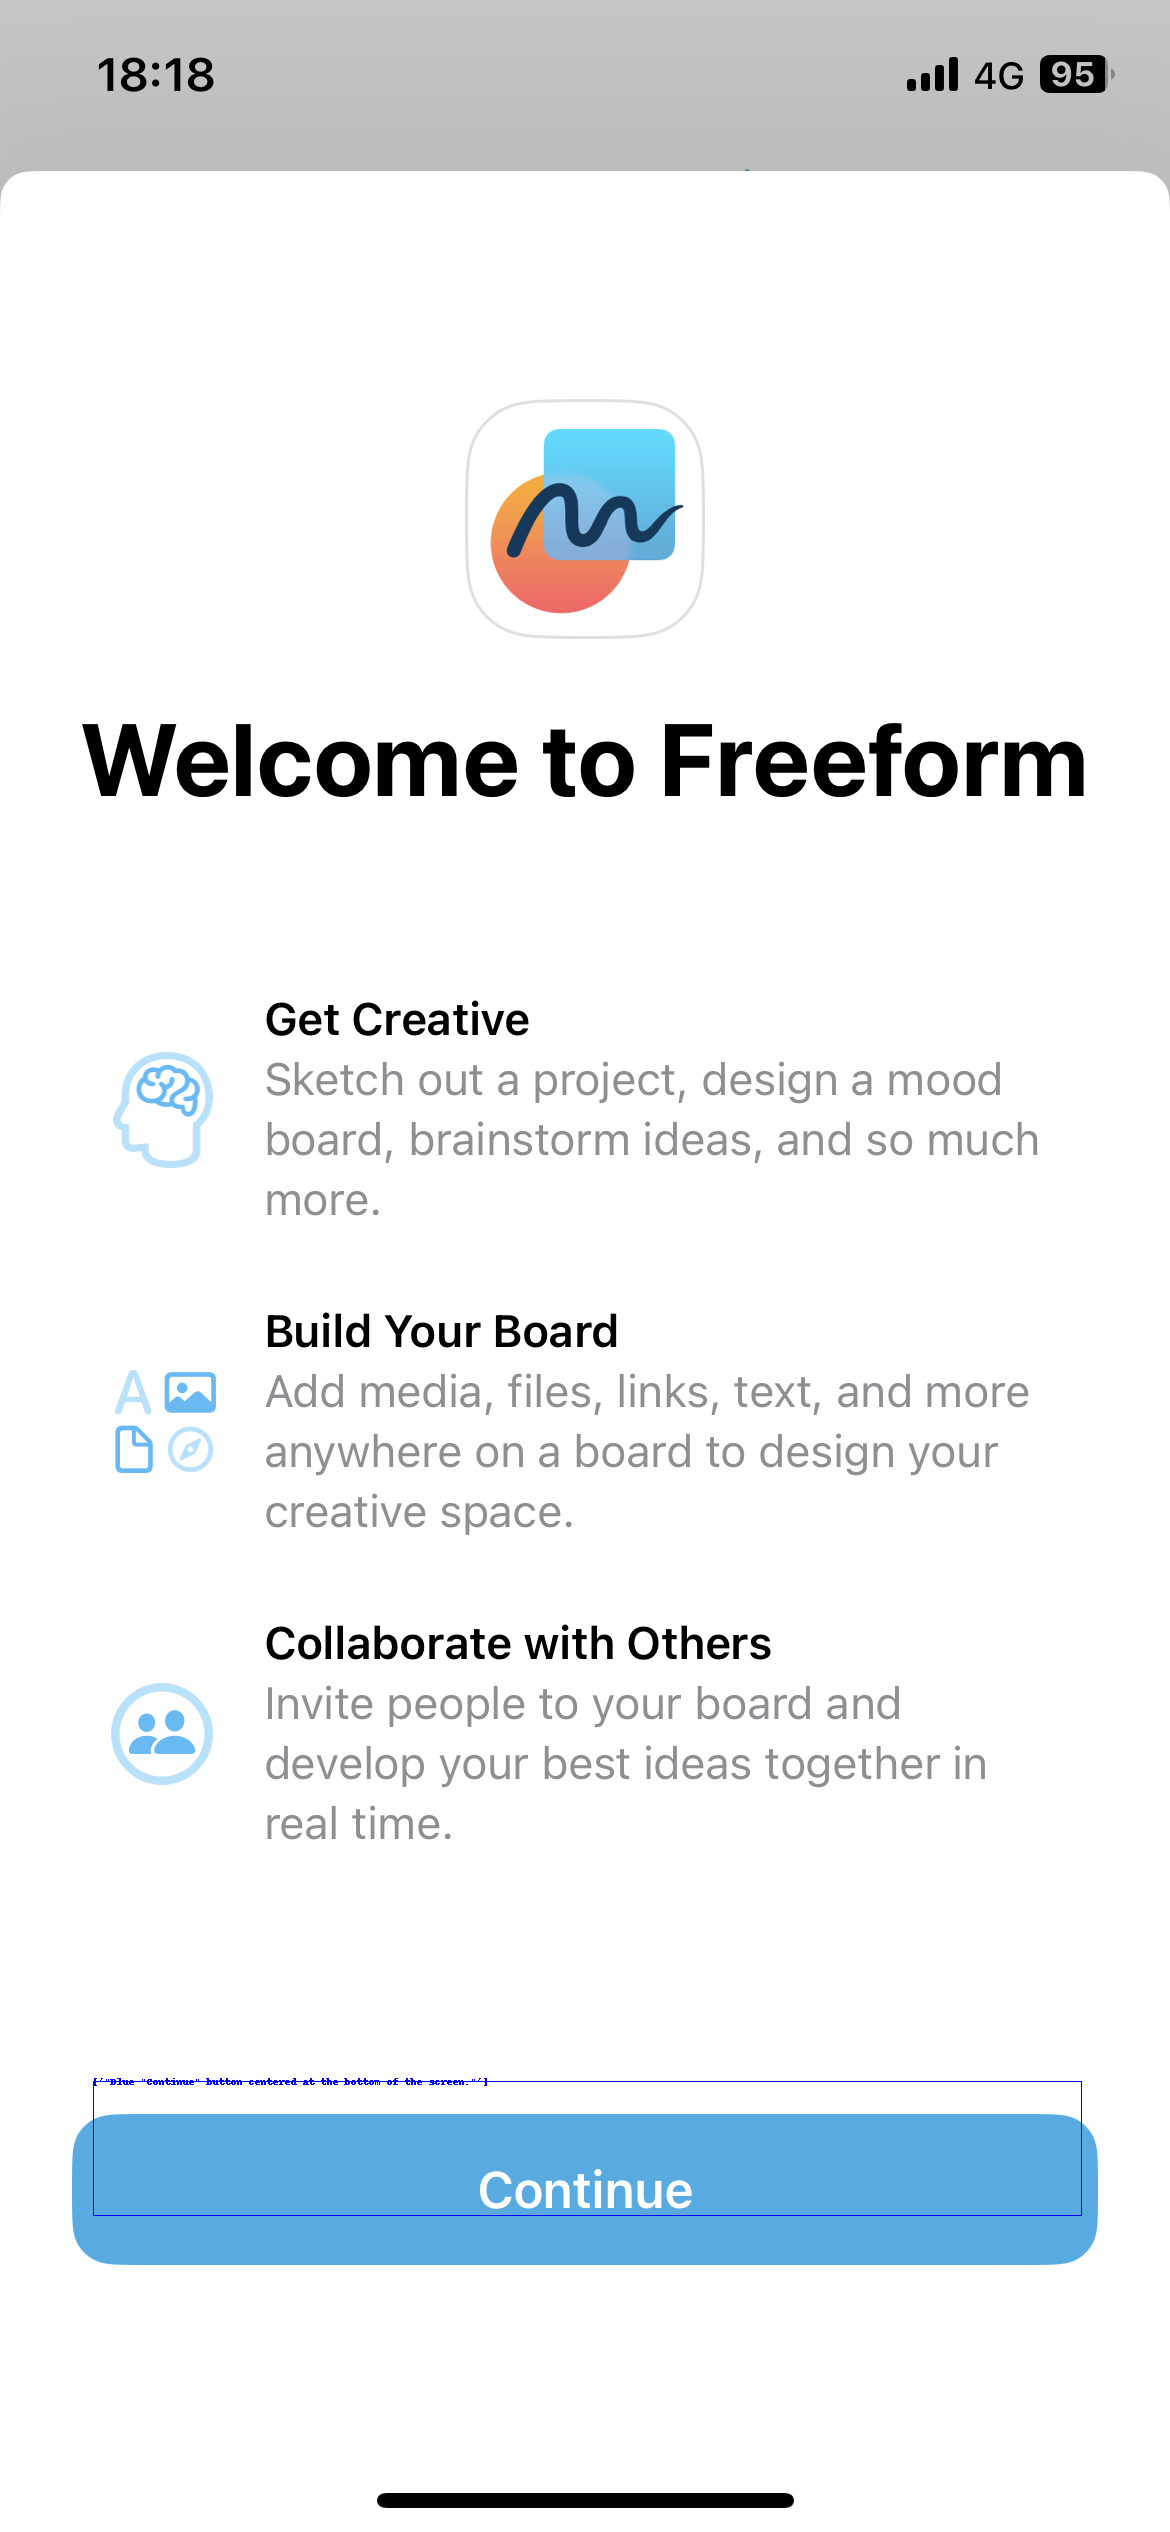 18:18
4G 95
Welcome to Freeform
Get Creative
Sketch out a project, design a mood
board, brainstorm ideas, and so much
more.
Build Your Board
Add media, files, links, text, and more
anywhere on a board to design your
creative space.
Collaborate with Others
Invite people to your board and
develop your best ideas together in
real time.
['"Blue "Continue" button centered at the bottom of the screen."']
Continue